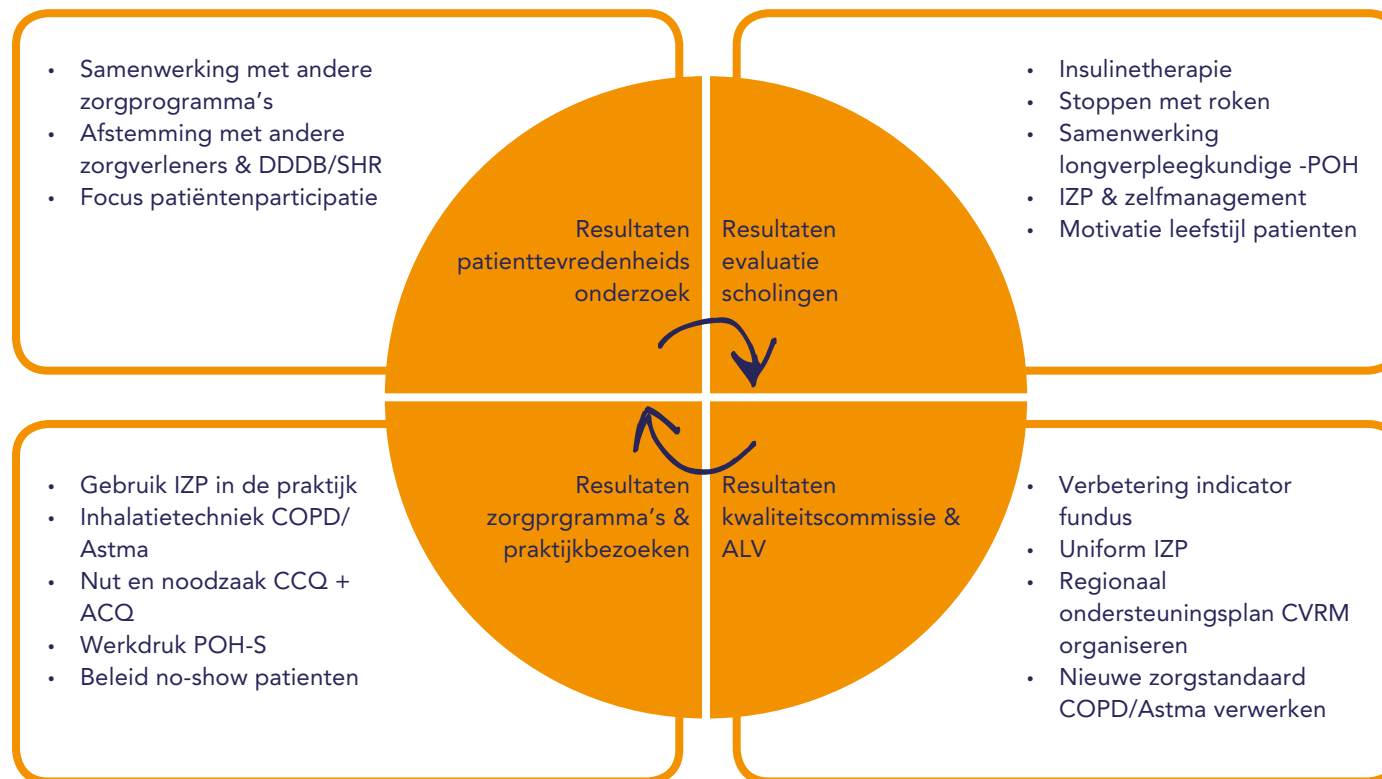 • Samenwerking met andere
zorgprogramma's
• Afstemming met andere
zorgverleners & DDDB/SHR
• Focus patiëntenparticipatie
• Insulinetherapie
• Stoppen met roken
• Samenwerking
longverpleegkundige -POH
• IZP & zelfmanagement
• Motivatie leefstijl patienten
Resultaten
patienttevredenheids
onderzoek
Resultaten
evaluatie
scholingen
Resultaten
zorgprgramma's &
praktijkbezoeken
Resultaten
kwaliteitscommissie &
ALV
• Gebruik IZP in de praktijk
• Inhalatietechniek COPD/
Astma
• Nut en noodzaak CCQ +
ACQ
• Werkdruk POH-S
• Beleid no-show patienten
• Verbetering indicator
fundus
• Uniform IZP
• Regionaal
ondersteuningsplan CVRM
organiseren
• Nieuwe zorgstandaard
COPD/Astma verwerken